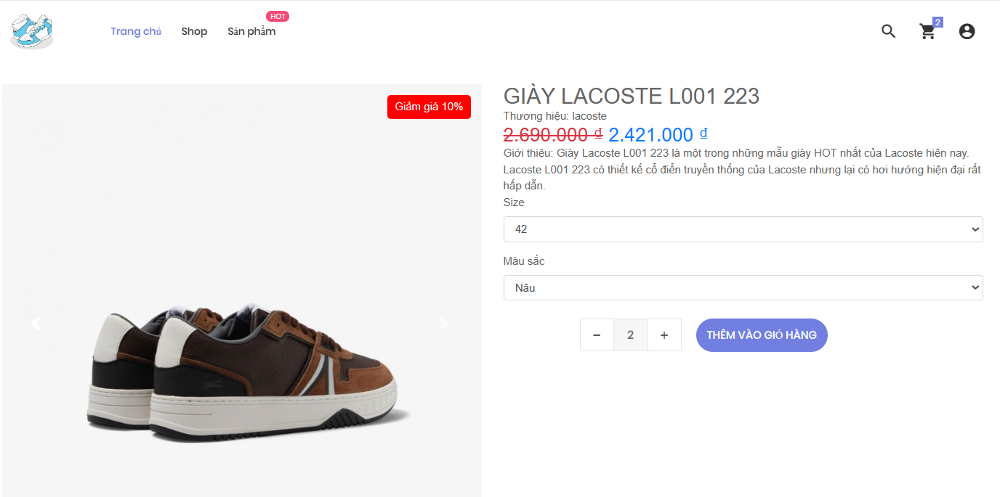 HOT
Trang chủ
Shop
Sản phẩm
2
Giảm giá 10%
GIÀY LACOSTE L001 223
Thương hiệu: lacoste
2.690.000 ₫ 2.421.000 ₫
Giới thiệu: Giày Lacoste L001 223 là một trong những mẫu giày HOT nhất của Lacoste hiện nay.
Lacoste L001 223 có thiết kế cổ điển truyền thống của Lacoste nhưng lại có hơi hướng hiện đại rất
hấp dẫn.
Size
42
Màu sắc
Nâu
− 2 +
THÊM VÀO GIỎ HÀNG